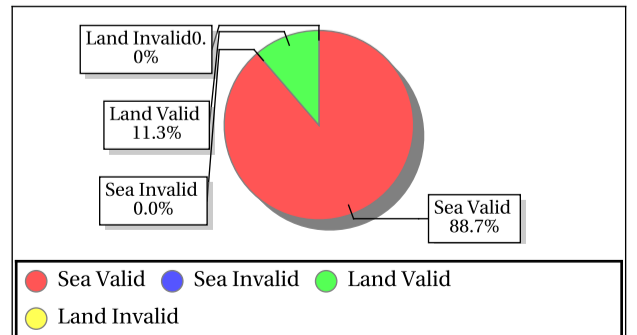 Land Invalid0.
0%
Land Valid
11.3%
Sea Invalid
0.0%
Sea Valid
88.7%
Sea Valid Sea Invalid Land Valid
Land Invalid